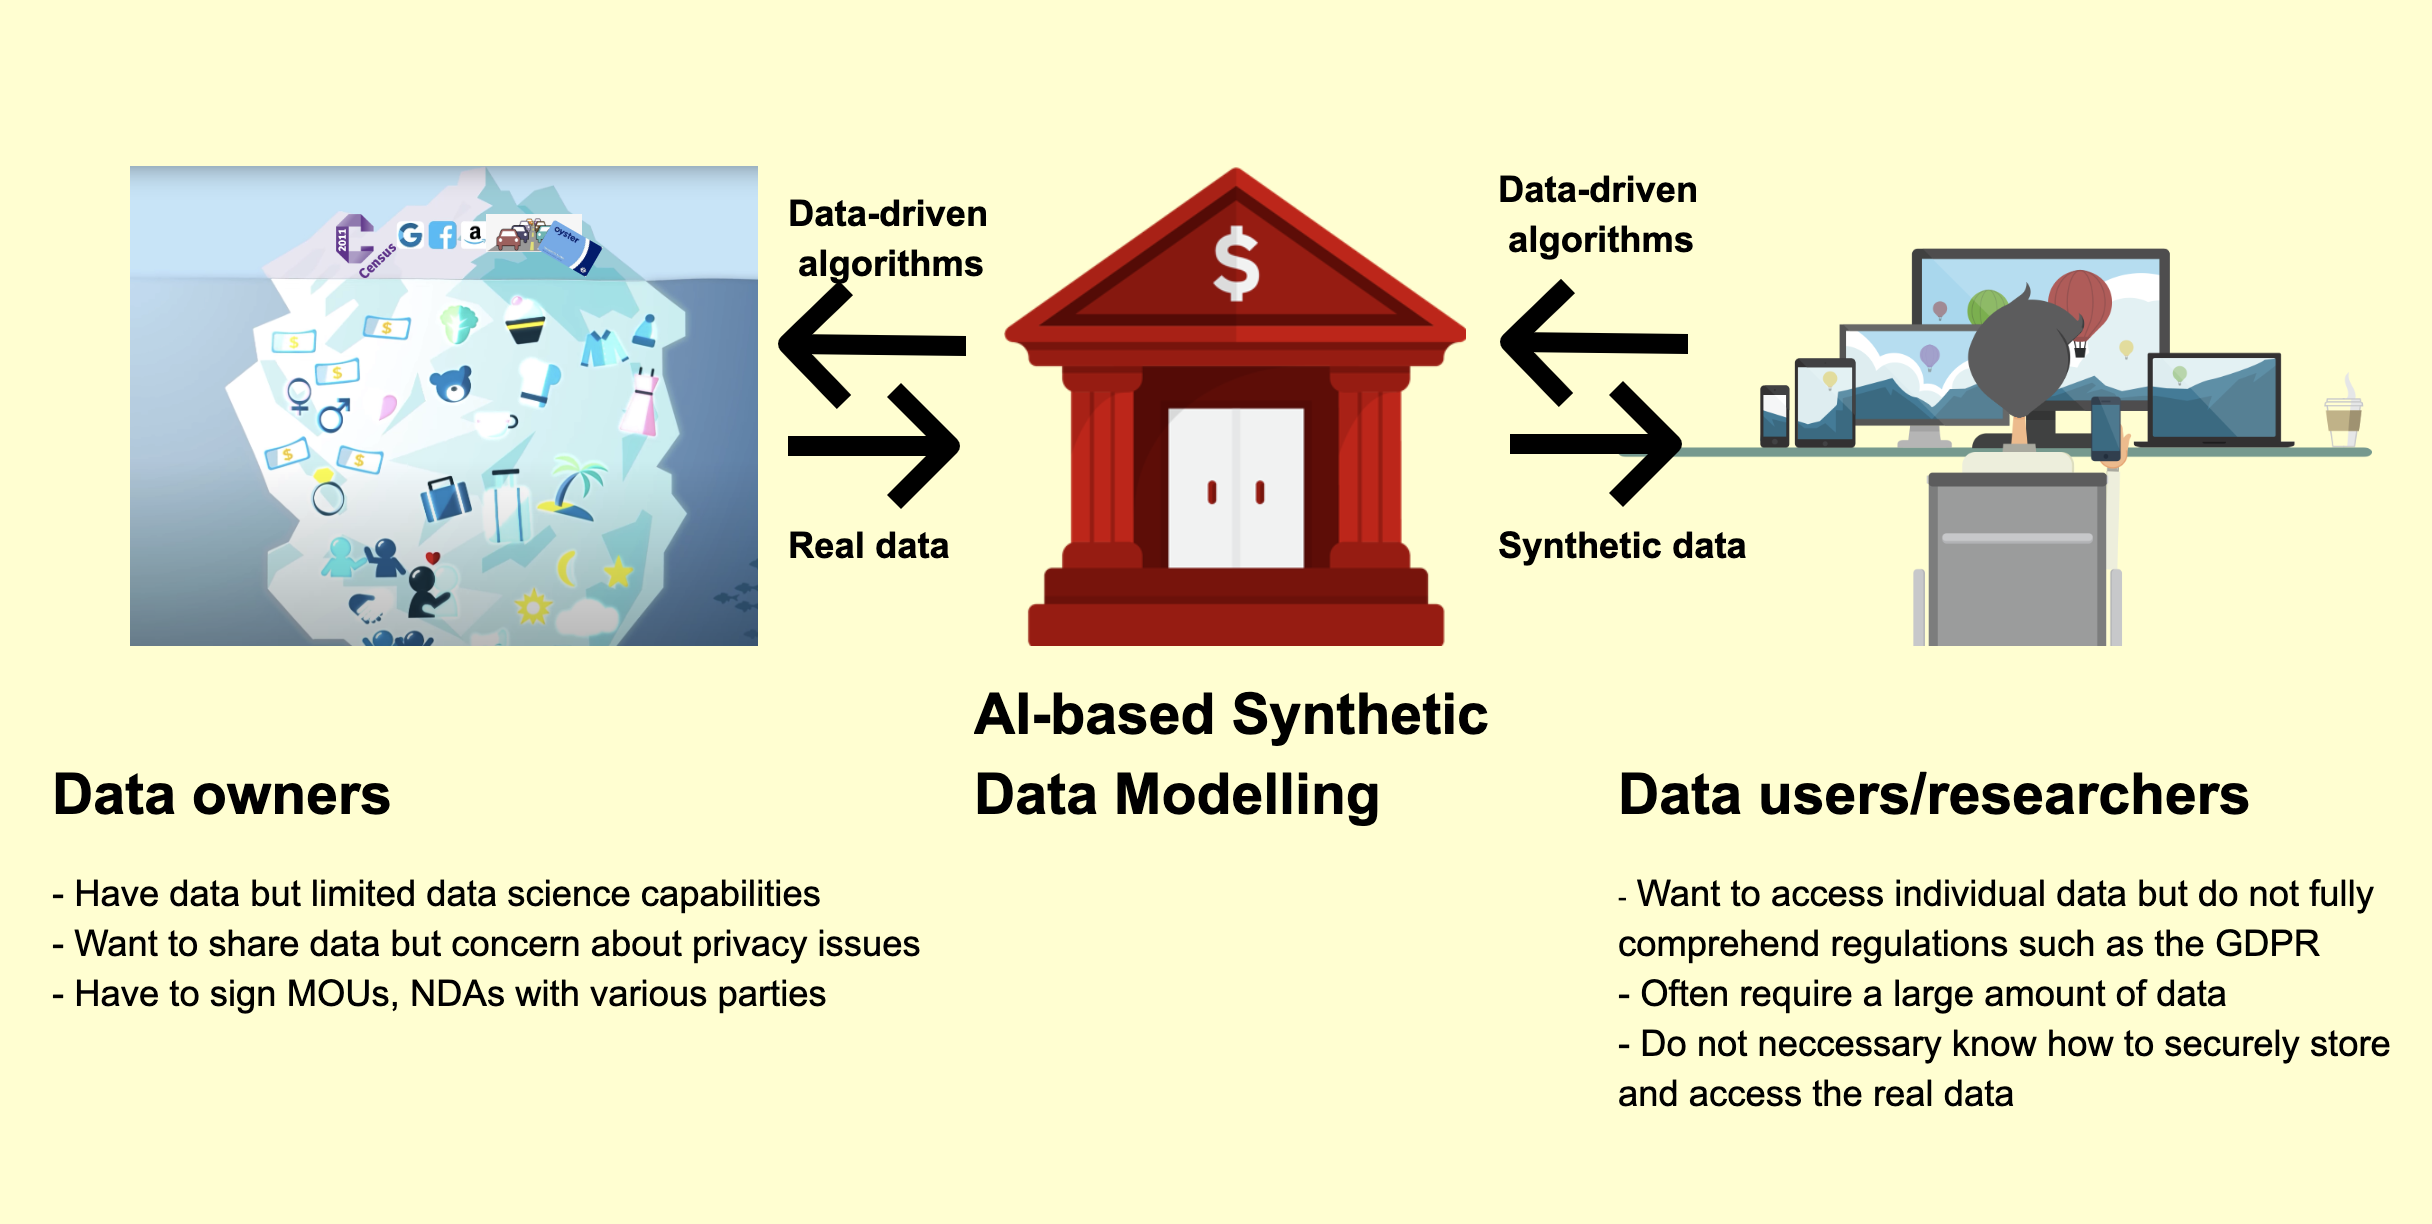 2011
Census
G
f
a
oyster
$
$
$
$
$
Data-driven
algorithms
Real data
$
Data-driven
algorithms
Synthetic data
AI-based Synthetic
Data Modelling
Data owners
- Have data but limited data science capabilities
- Want to share data but concern about privacy issues
- Have to sign MOUs, NDAs with various parties
Data users/researchers
- Want to access individual data but do not fully
comprehend regulations such as the GDPR
- Often require a large amount of data
- Do not neccessary know how to securely store
and access the real data